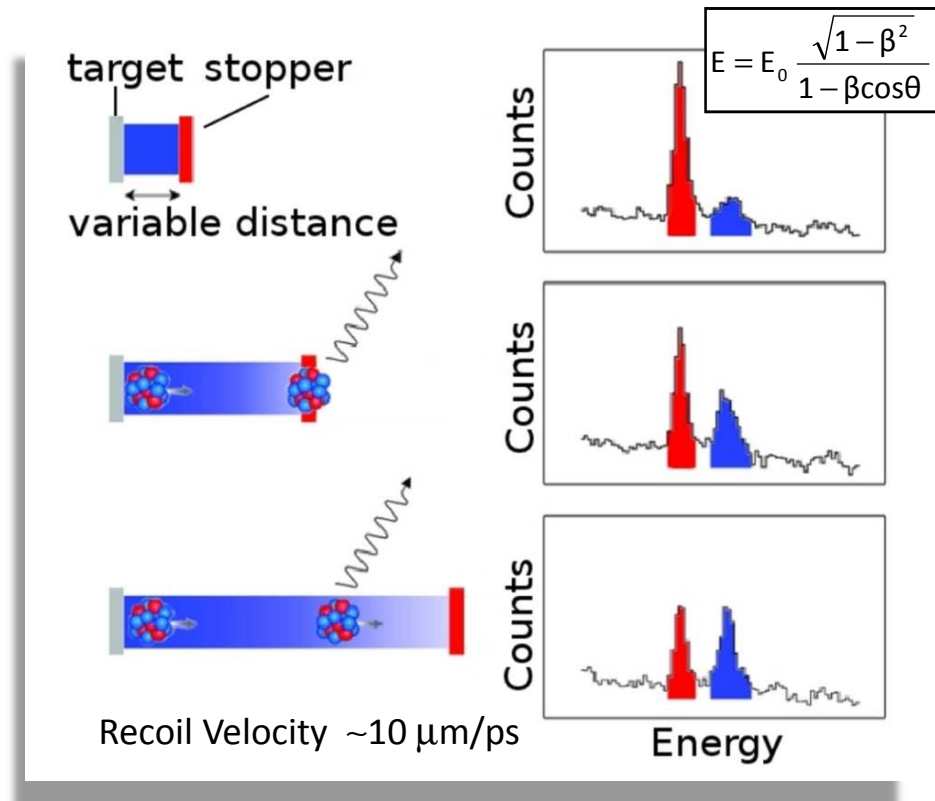 target stopper
variable distance
Counts
E = E₀ √(1 − β²) / (1 − βcosθ)
Counts
Counts
Recoil Velocity ~10 μm/ps
Energy